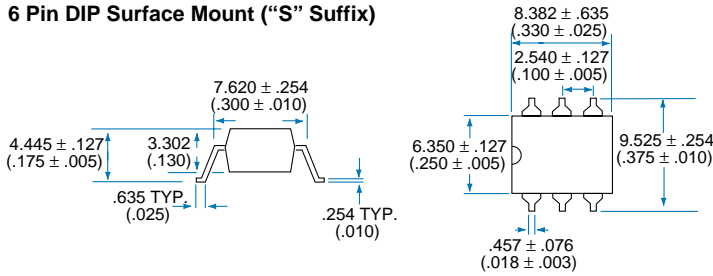 6 Pin DIP Surface Mount (“S” Suffix)
7.620 ± .254
(.300 ± .010)
4.445 ± .127
(.175 ± .005)
3.302
(.130)
.635 TYP.
(.025)
.254 TYP.
(.010)
8.382 ± .635
(.330 ± .025)
2.540 ± .127
(.100 ± .005)
6.350 ± .127
(.250 ± .005)
9.525 ± .254
(.375 ± .010)
.457 ± .076
(.018 ± .003)